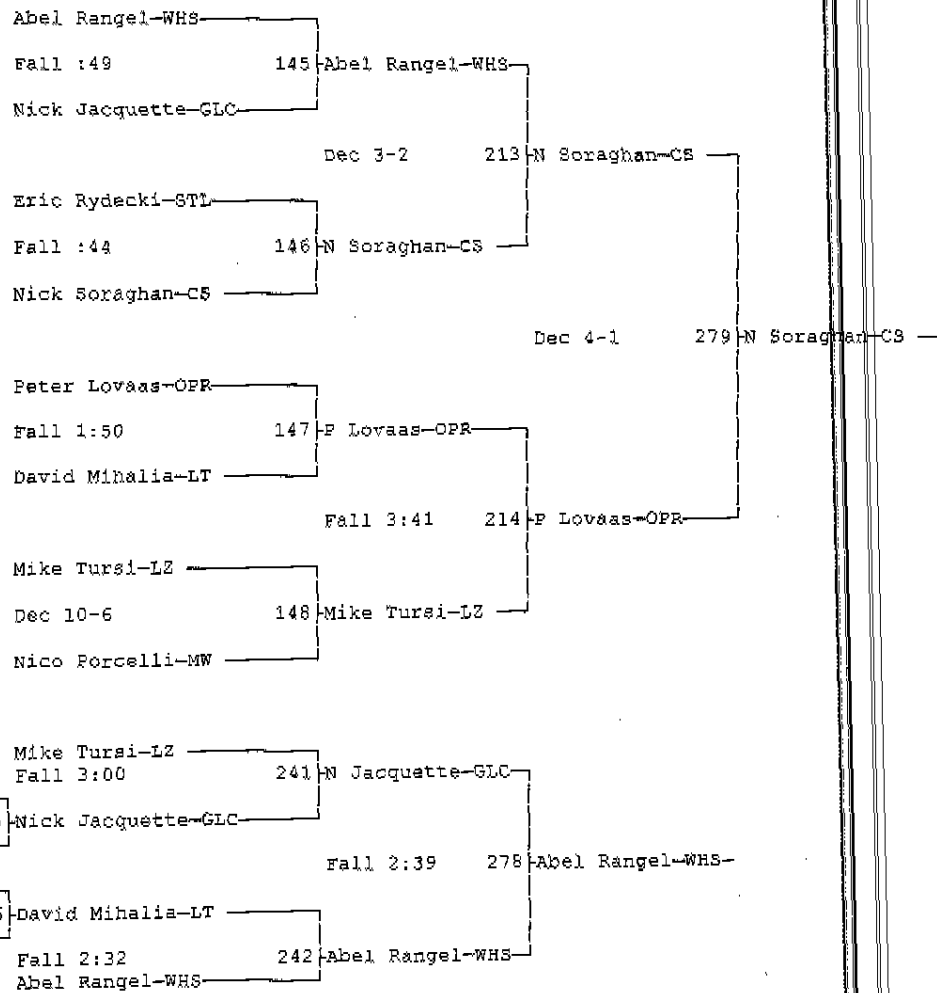 Abel Rangel-WHS
Fall :49 145 Abel Rangel-WHS
Nick Jacquette-GLC
Dec 3-2 213 N Soraghan-CS
Eric Rydecki-STL
Fall :44 146 N Soraghan-CS
Nick Soraghan-CS
Dec 4-1 279 N Soraghan-CS
Peter Lovaas-OPR
Fall 1:50 147 P Lovaas-OPR
David Mihalia-LT
Fall 3:41 214 P Lovaas-OPR
Mike Tursi-LZ
Dec 10-6 148 Mike Tursi-LZ
Nico Porcelli-MW
Mike Tursi-LZ
Fall 3:00 241 N Jacquette-GLC
Nick Jacquette-GLC
Fall 2:39 278 Abel Rangel-WHS
David Mihalia-LT
Fall 2:32 242 Abel Rangel-WHS
Abel Rangel-WHS